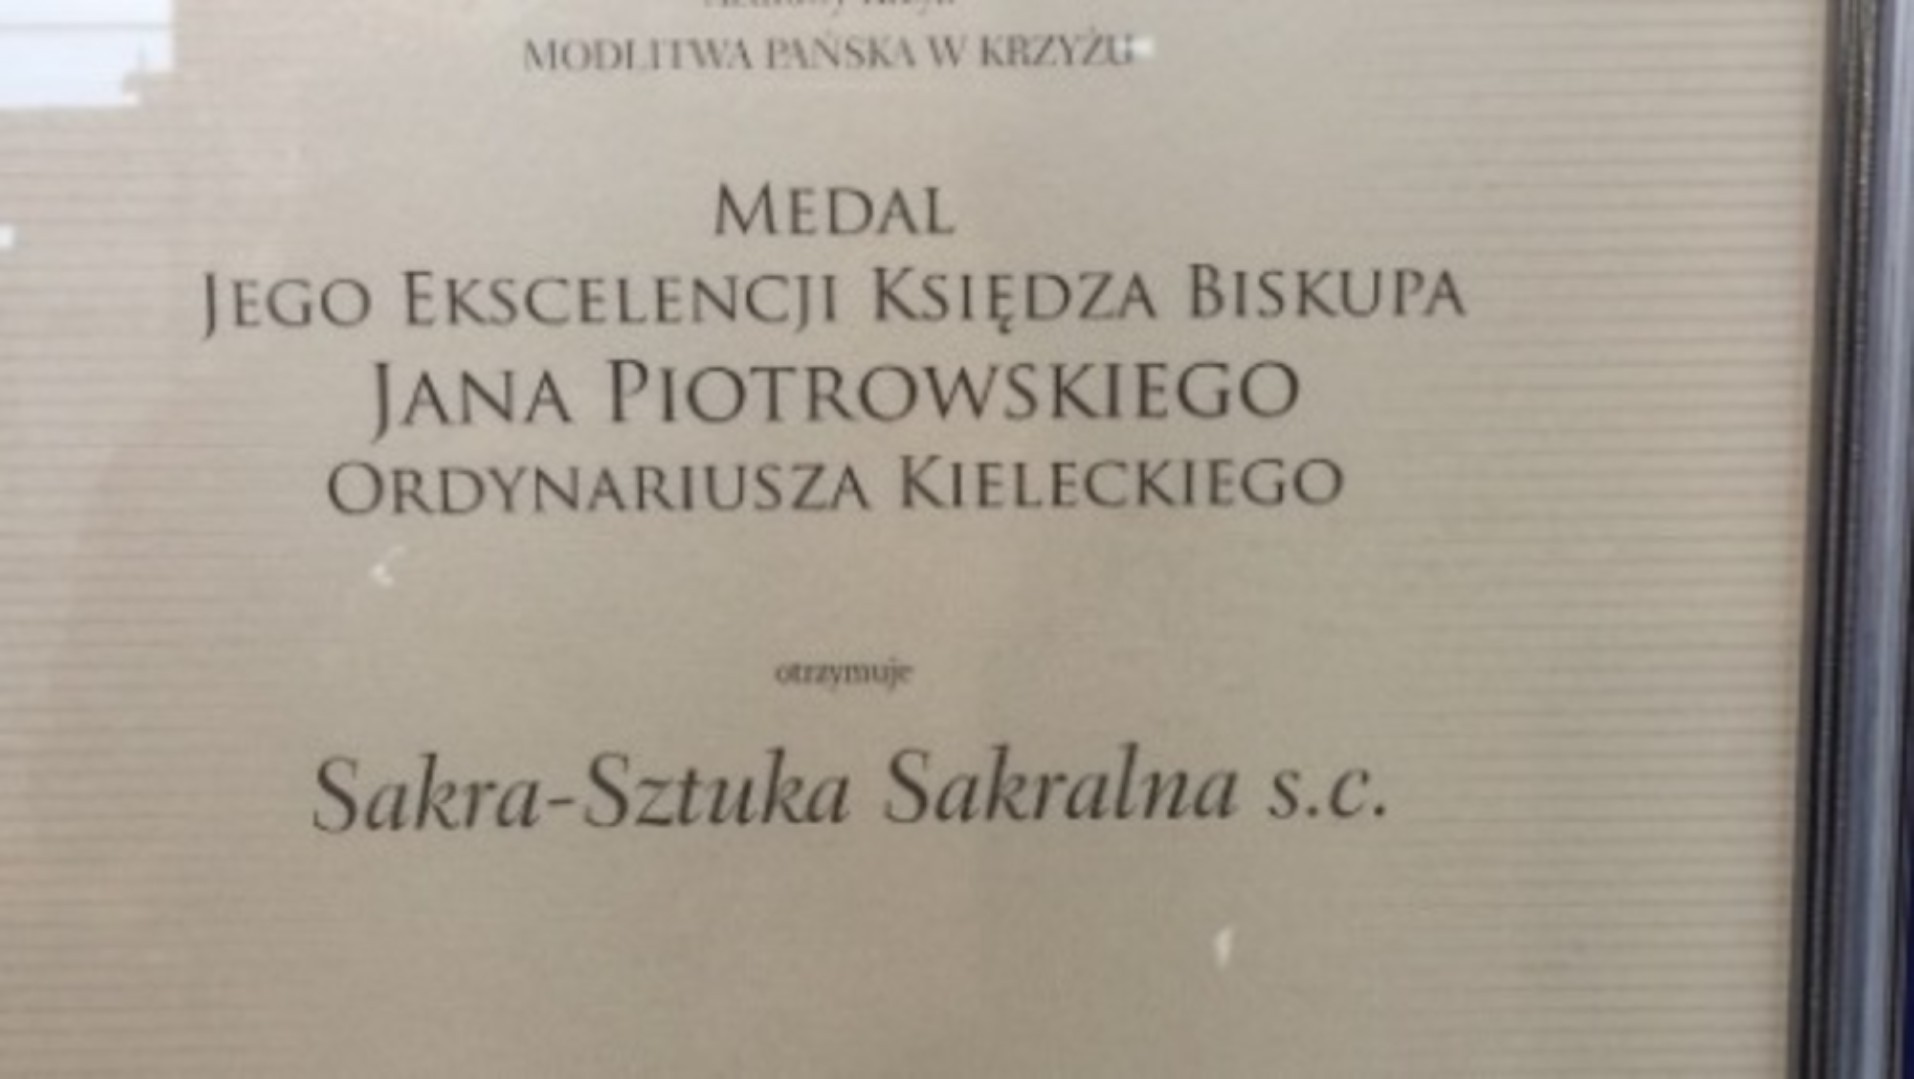 MODLITWA PAŃSKA W KRZYŻU
MEDAL
JEGO EKSCELENCJI KSIĘDZA BISKUPA
JANA PIOTROWSKIEGO
ORDYNARIUSZA KIELECKIEGO
otrzymuje
Sakra-Sztuka Sakralna s.c.